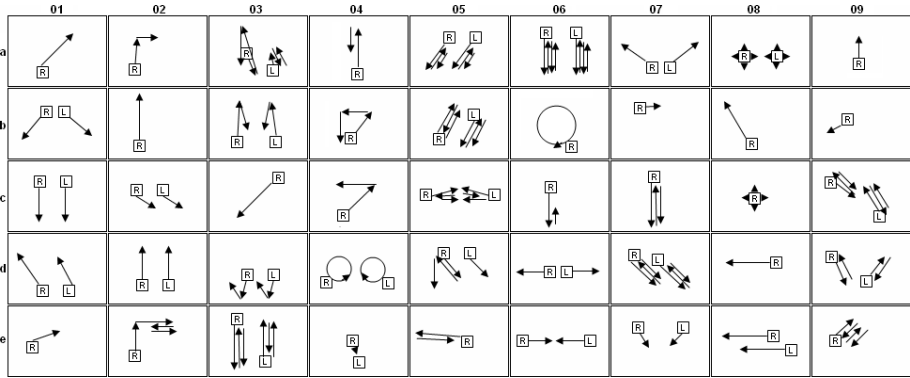 01 02 03 04 05 06 07 08 09
a R R R L R R L R L R L R L R
b R L R R L R R L R R R R
c R L R L R R R L R R R R L
d R L R L R L R L R L R L R L R R L
e R R R L R L R R L R L R L R